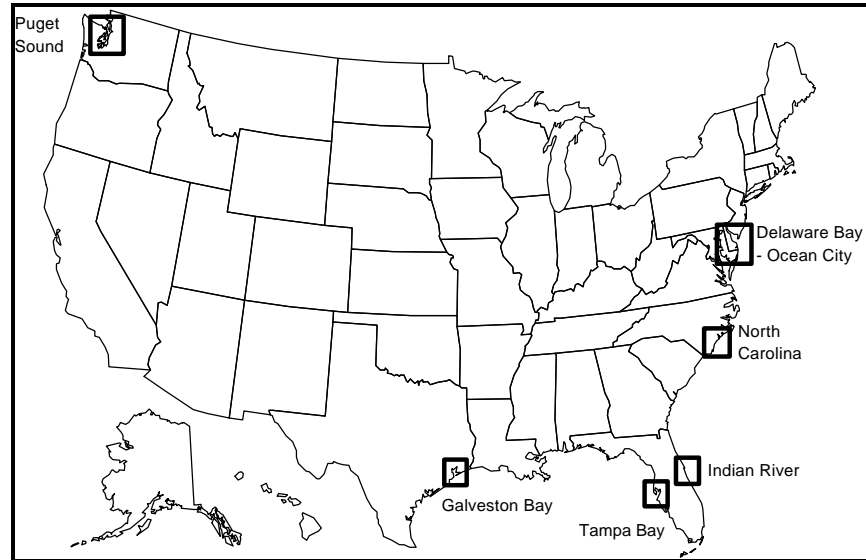 Puget
Sound
Delaware Bay
- Ocean City
North
Carolina
Indian River
Galveston Bay
Tampa Bay